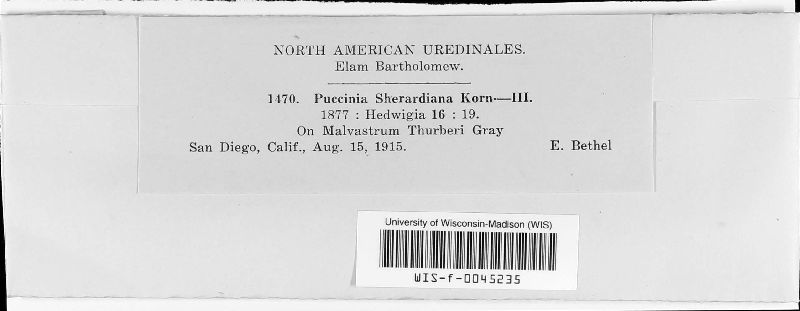 NORTH AMERICAN UREDINALES.
Elam Bartholomew.
1470. Puccinia Sherardiana Korn—III.
1877 : Hedwigia 16 : 19.
On Malvastrum Thurberi Gray
San Diego, Calif., Aug. 15, 1915. E. Bethel
University of Wisconsin-Madison (WIS)
WIS-f-0045235